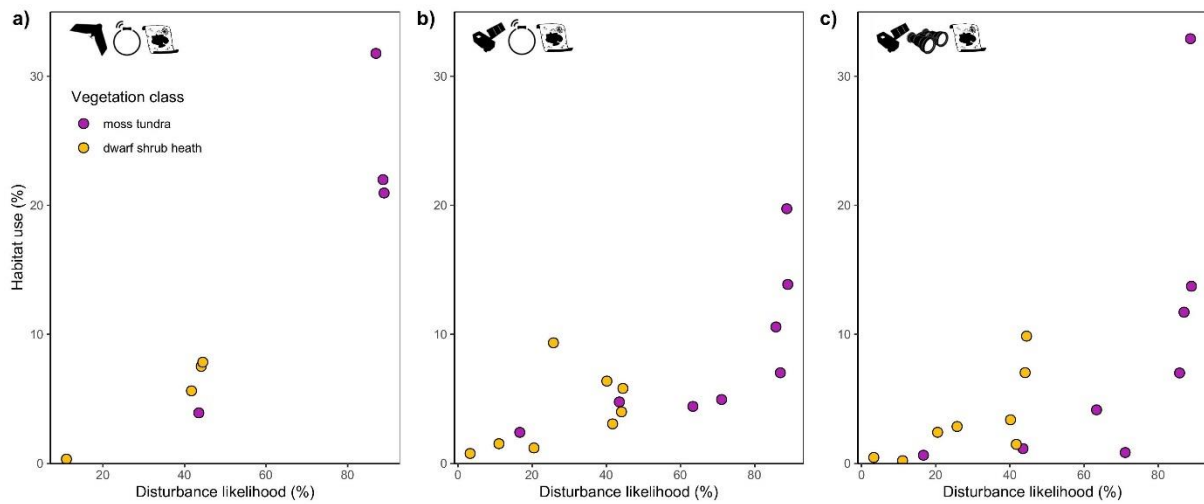 a)
b)
c)
Vegetation class
moss tundra
dwarf shrub heath
Habitat use (%)
30
20
10
0
20
40
60
80
Disturbance likelihood (%)
30
20
10
0
0
20
40
60
80
Disturbance likelihood (%)
30
20
10
0
0
20
40
60
80
Disturbance likelihood (%)